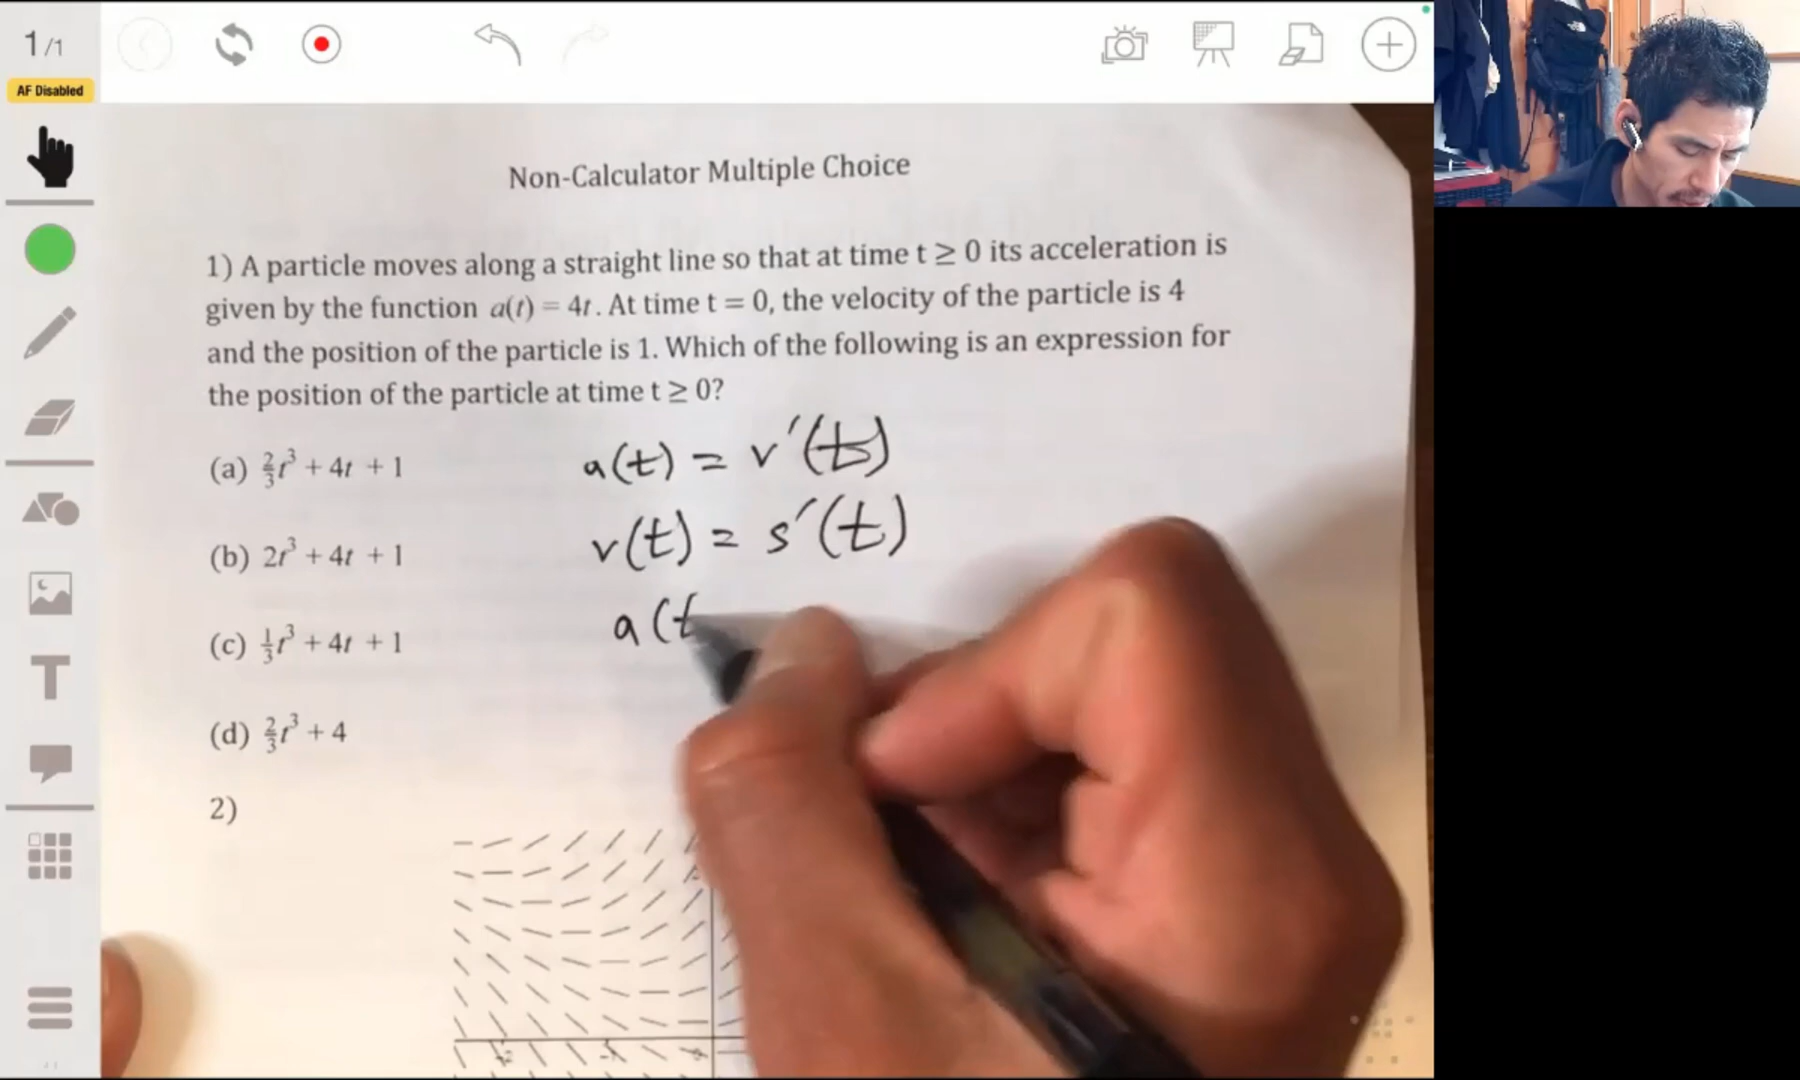 1/1
AF Disabled
T
Non-Calculator Multiple Choice
1) A particle moves along a straight line so that at time t ≥ 0 its acceleration is
given by the function a(t) = 4t. At time t = 0, the velocity of the particle is 4
and the position of the particle is 1. Which of the following is an expression for
the position of the particle at time t ≥ 0?
(a) ⅔t³ + 4t + 1
(b) 2t³ + 4t + 1
(c) ⅓t³ + 4t + 1
(d) ⅔t³ + 4
a(t) = v'(t)
v(t) = s'(t)
a(t
2)